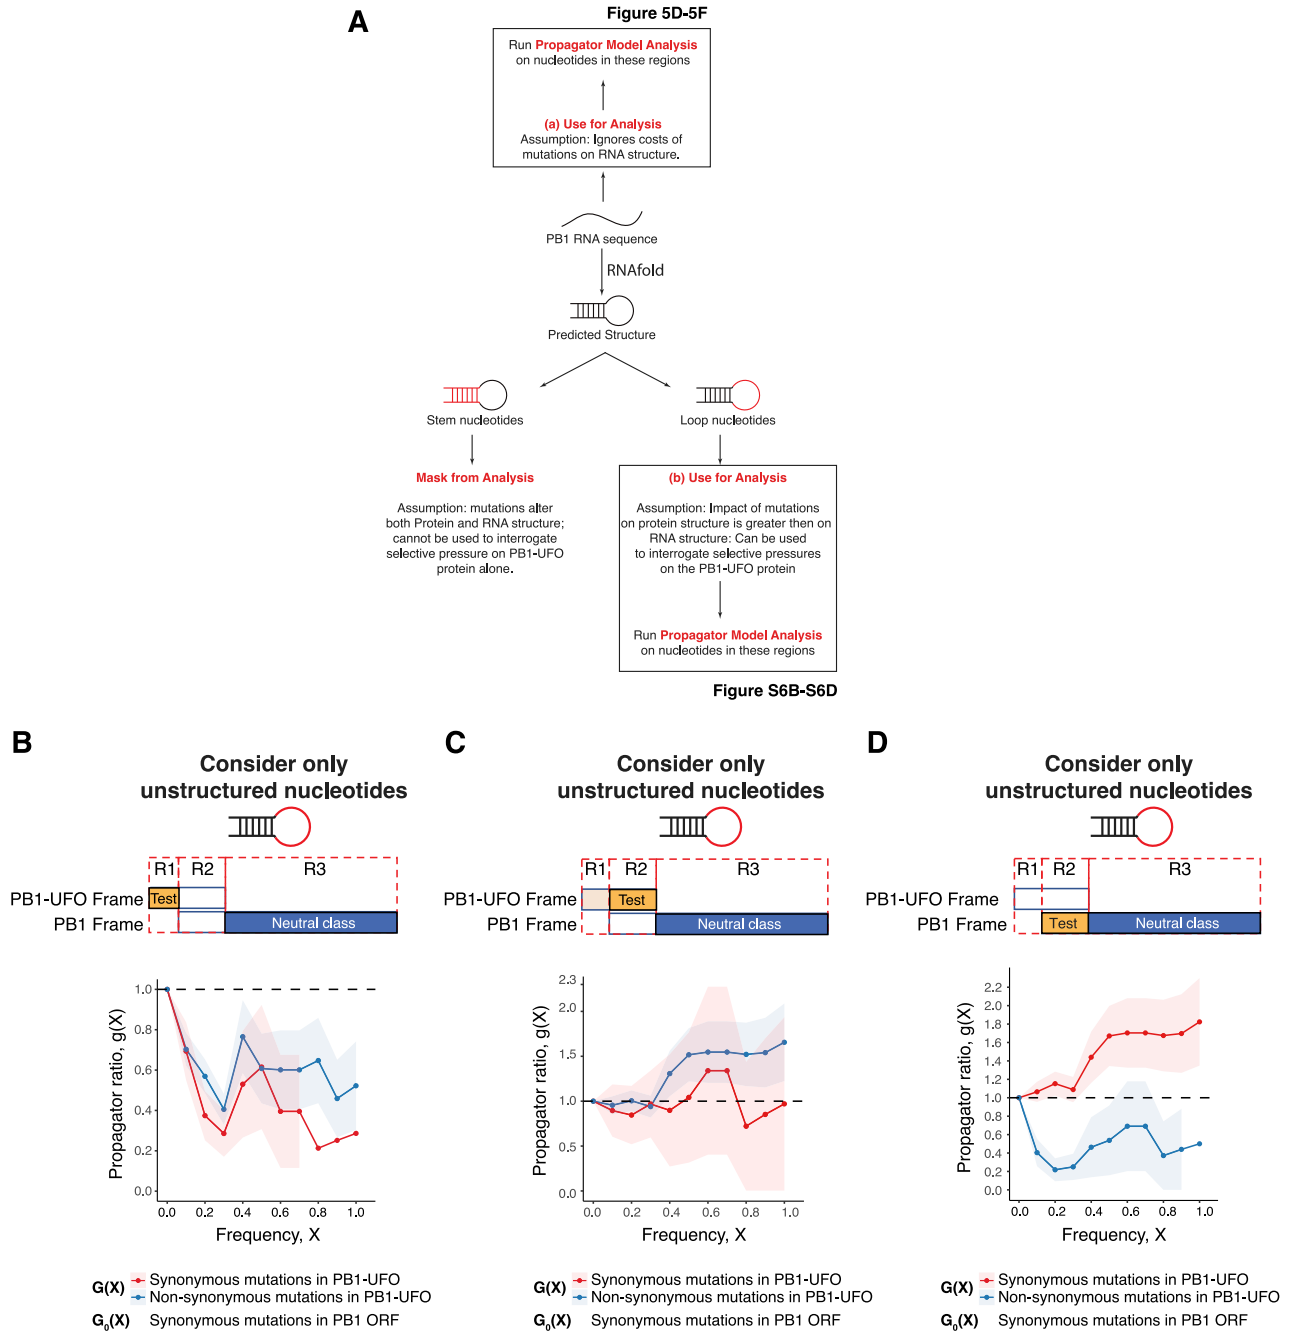 A
Figure 5D-5F
Run Propagator Model Analysis
on nucleotides in these regions
(a) Use for Analysis
Assumption: Ignores costs of
mutations on RNA structure.
PB1 RNA sequence
RNAfold
Predicted Structure
Stem nucleotides
Loop nucleotides
Mask from Analysis
Assumption: mutations alter
both Protein and RNA structure;
cannot be used to interrogate
selective pressure on PB1-UFO
protein alone.
(b) Use for Analysis
Assumption: Impact of mutations
on protein structure is greater then on
RNA structure: Can be used
to interrogate selective pressures
on the PB1-UFO protein
Run Propagator Model Analysis
on nucleotides in these regions
Figure S6B-S6D
B
Consider only
unstructured nucleotides
R1 R2 R3
PB1-UFO Frame Test
PB1 Frame Neutral class
Propagator ratio, g(X)
1.0
0.8
0.6
0.4
0.2
0.0
0.0 0.2 0.4 0.6 0.8 1.0
Frequency, X
G(X) Synonymous mutations in PB1-UFO
Non-synonymous mutations in PB1-UFO
G0(X) Synonymous mutations in PB1 ORF
C
Consider only
unstructured nucleotides
R1 R2 R3
PB1-UFO Frame Test
PB1 Frame Neutral class
Propagator ratio, g(X)
2.3
2.0
1.5
1.0
0.5
0.0
0.0 0.2 0.4 0.6 0.8 1.0
Frequency, X
G(X) Synonymous mutations in PB1-UFO
Non-synonymous mutations in PB1-UFO
G0(X) Synonymous mutations in PB1 ORF
D
Consider only
unstructured nucleotides
R1 R2 R3
PB1-UFO Frame
PB1 Frame Test Neutral class
Propagator ratio, g(X)
2.2
1.8
1.4
1.2
1.0
0.8
0.6
0.4
0.2
0.0
0.0 0.2 0.4 0.6 0.8 1.0
Frequency, X
G(X) Synonymous mutations in PB1-UFO
Non-synonymous mutations in PB1-UFO
G0(X) Synonymous mutations in PB1 ORF